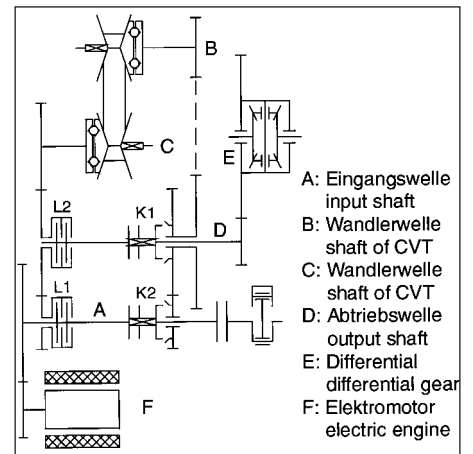 B
C
E
L2
K1
D
L1
A
K2
F
A: Eingangswelle
input shaft
B: Wandlerwelle
shaft of CVT
C: Wandlerwelle
shaft of CVT
D: Abtriebswelle
output shaft
E: Differential
differential gear
F: Elektromotor
electric engine